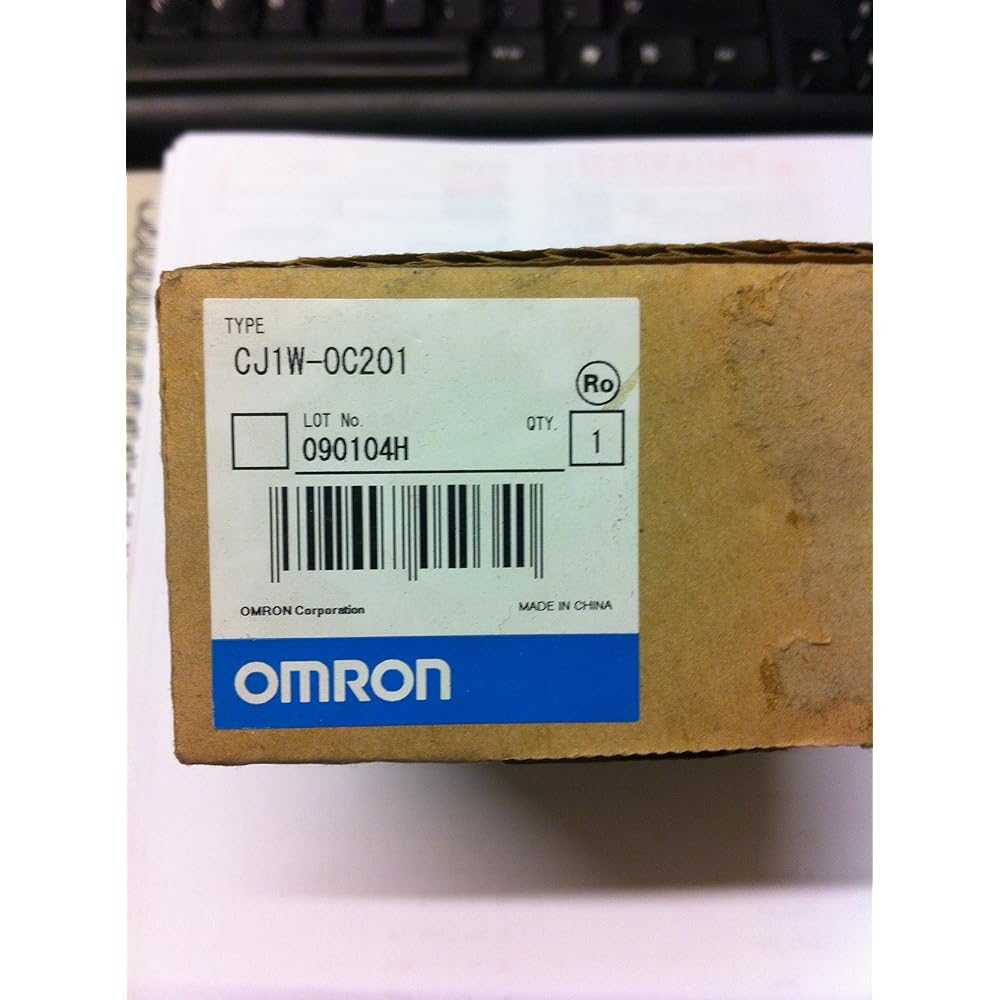 TYPE
CJ1W-OC201
Ro
LOT No.
090104H
QTY.
1
OMRON Corporation
MADE IN CHINA
OMRON